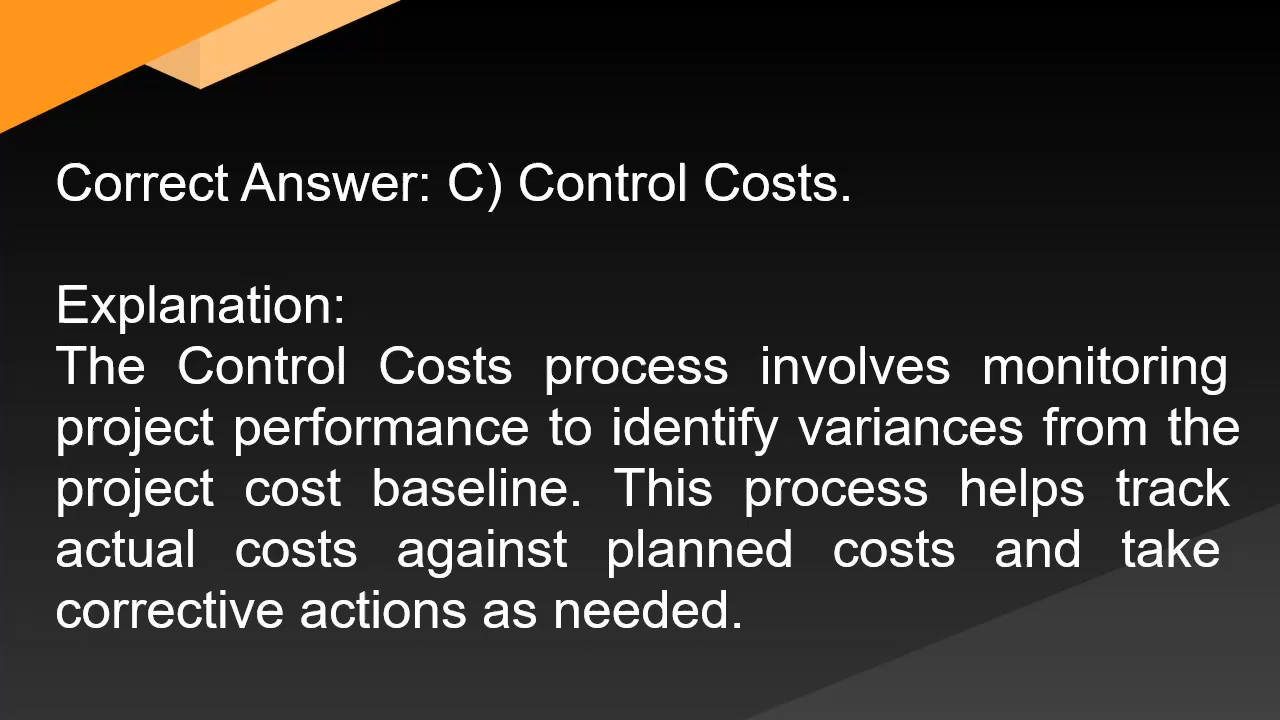 Correct Answer: C) Control Costs.
Explanation:
The Control Costs process involves monitoring
project performance to identify variances from the
project cost baseline. This process helps track
actual costs against planned costs and take
corrective actions as needed.